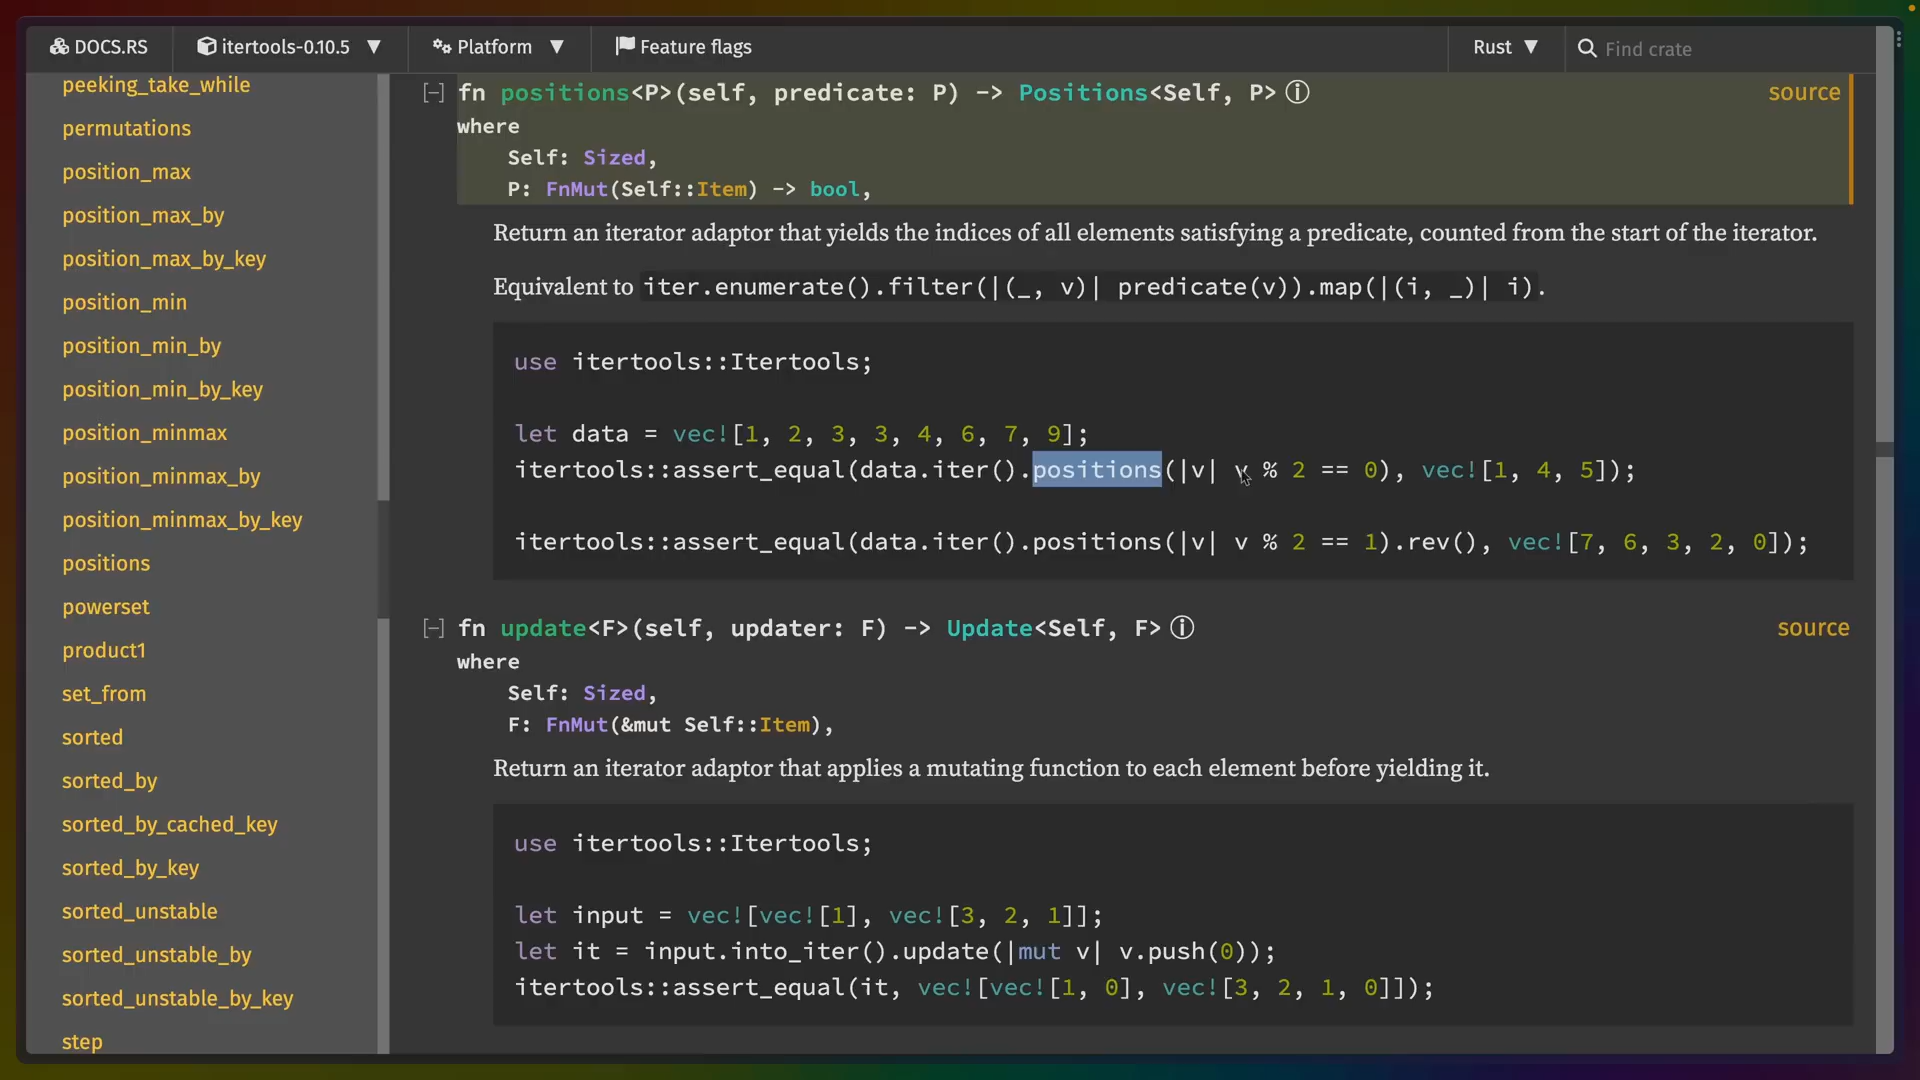 DOCS.RS itertools-0.10.5 ▼ Platform ▼ Feature flags Rust ▼ Find crate
peeking_take_while
permutations
position_max
position_max_by
position_max_by_key
position_min
position_min_by
position_min_by_key
position_minmax
position_minmax_by
position_minmax_by_key
positions
powerset
product1
set_from
sorted
sorted_by
sorted_by_cached_key
sorted_by_key
sorted_unstable
sorted_unstable_by
sorted_unstable_by_key
step
[-] fn positions<P>(self, predicate: P) -> Positions<Self, P> ⓘ source
where
Self: Sized,
P: FnMut(Self::Item) -> bool,
Return an iterator adaptor that yields the indices of all elements satisfying a predicate, counted from the start of the iterator.
Equivalent to iter.enumerate().filter(|(_, v)| predicate(v)).map(|(i, _)| i).
use itertools::Itertools;
let data = vec![1, 2, 3, 3, 4, 6, 7, 9];
itertools::assert_equal(data.iter().positions(|v| v % 2 == 0), vec![1, 4, 5]);
itertools::assert_equal(data.iter().positions(|v| v % 2 == 1).rev(), vec![7, 6, 3, 2, 0]);
[-] fn update<F>(self, updater: F) -> Update<Self, F> ⓘ source
where
Self: Sized,
F: FnMut(&mut Self::Item),
Return an iterator adaptor that applies a mutating function to each element before yielding it.
use itertools::Itertools;
let input = vec![vec![1], vec![3, 2, 1]];
let it = input.into_iter().update(|mut v| v.push(0));
itertools::assert_equal(it, vec![vec![1, 0], vec![3, 2, 1, 0]]);